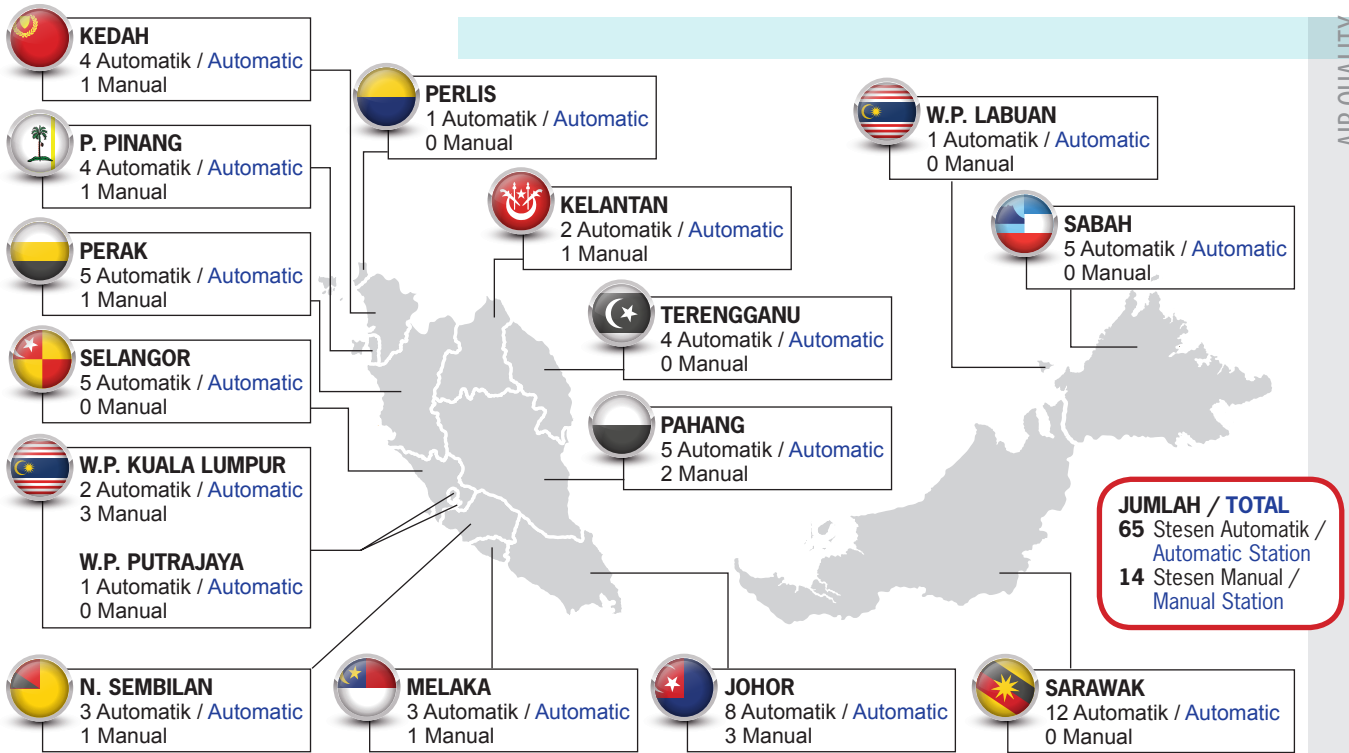 AIR QUALITY
KEDAH
4 Automatik / Automatic
1 Manual
PERLIS
1 Automatik / Automatic
0 Manual
W.P. LABUAN
1 Automatik / Automatic
0 Manual
P. PINANG
4 Automatik / Automatic
1 Manual
KELANTAN
2 Automatik / Automatic
1 Manual
SABAH
5 Automatik / Automatic
0 Manual
PERAK
5 Automatik / Automatic
1 Manual
TERENGGANU
4 Automatik / Automatic
0 Manual
SELANGOR
5 Automatik / Automatic
0 Manual
PAHANG
5 Automatik / Automatic
2 Manual
W.P. KUALA LUMPUR
2 Automatik / Automatic
3 Manual
W.P. PUTRAJAYA
1 Automatik / Automatic
0 Manual
JUMLAH / TOTAL
65 Stesen Automatik /
Automatic Station
14 Stesen Manual /
Manual Station
N. SEMBILAN
3 Automatik / Automatic
1 Manual
MELAKA
3 Automatik / Automatic
1 Manual
JOHOR
8 Automatik / Automatic
3 Manual
SARAWAK
12 Automatik / Automatic
0 Manual